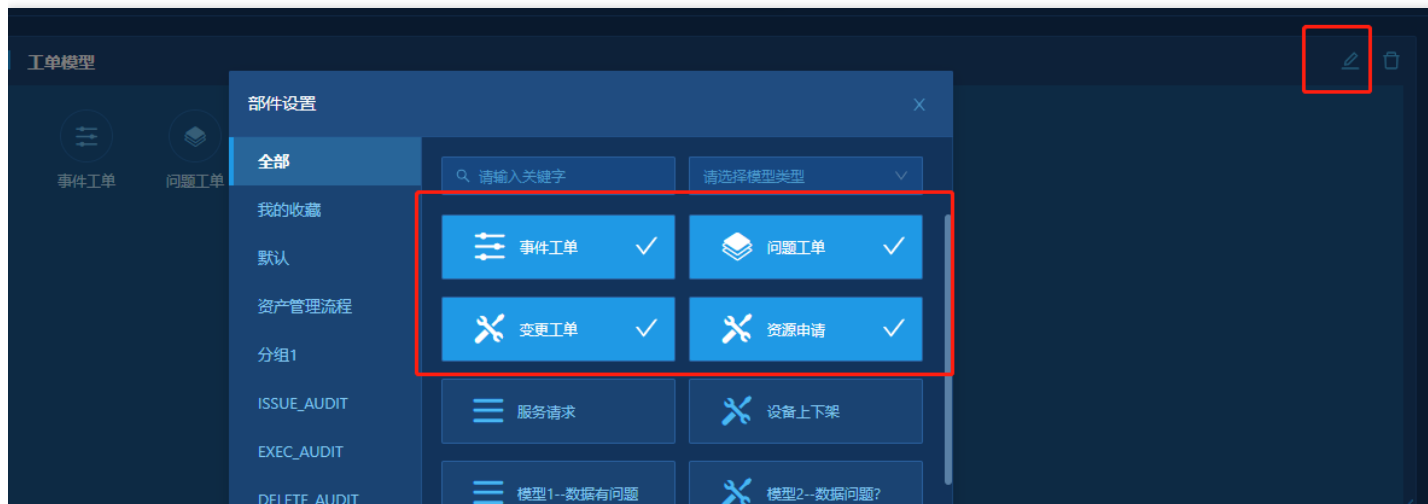 工单模型
事件工单
问题工单
部件设置
全部
我的收藏
默认
资产管理流程
分组1
ISSUE_AUDIT
EXEC_AUDIT
DELETE_AUDIT
请输入关键字
请选择模型类型
事件工单
问题工单
变更工单
资源申请
服务请求
设备上下架
模型1--数据有问题
模型2--数据问题?